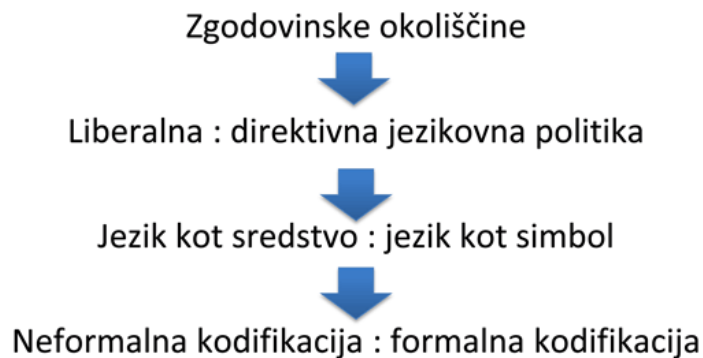 Zgodovinske okoliščine
Liberalna : direktivna jezikovna politika
Jezik kot sredstvo : jezik kot simbol
Neformalna kodifikacija : formalna kodifikacija